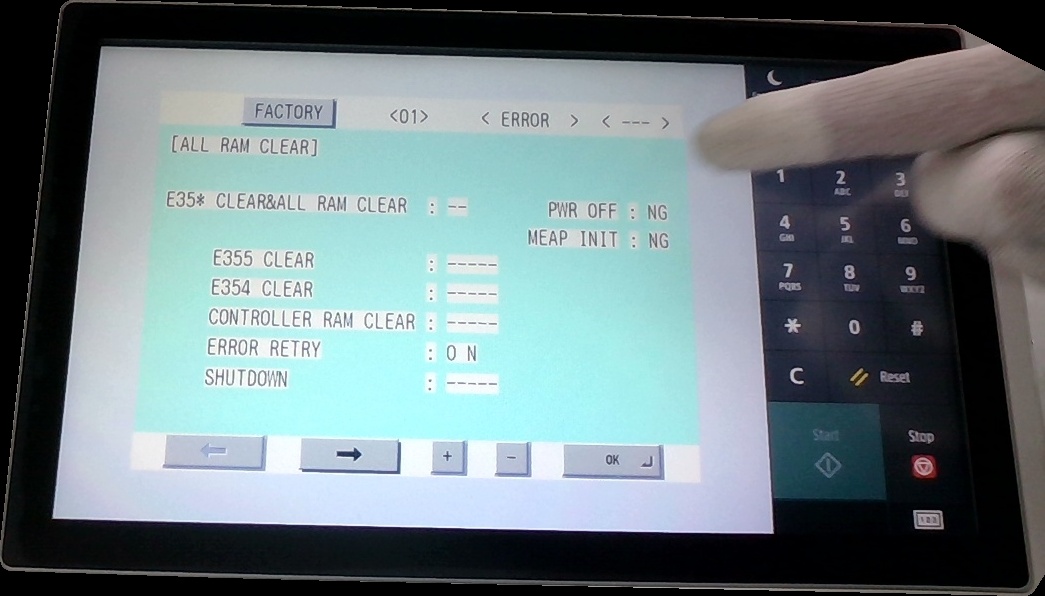 FACTORY <01> < ERROR > < --- >
[ALL RAM CLEAR]
E35* CLEAR&ALL RAM CLEAR : --
PWR OFF : NG
MEAP INIT : NG
E355 CLEAR : -----
E354 CLEAR : -----
CONTROLLER RAM CLEAR : -----
ERROR RETRY : O N
SHUTDOWN : -----
← → + - OK
1 2 3
ABC DEF
4 5 6
GHI JKL MNO
7 8 9
PQRS TUV WXYZ
* 0 #
C Reset
Start Stop
123